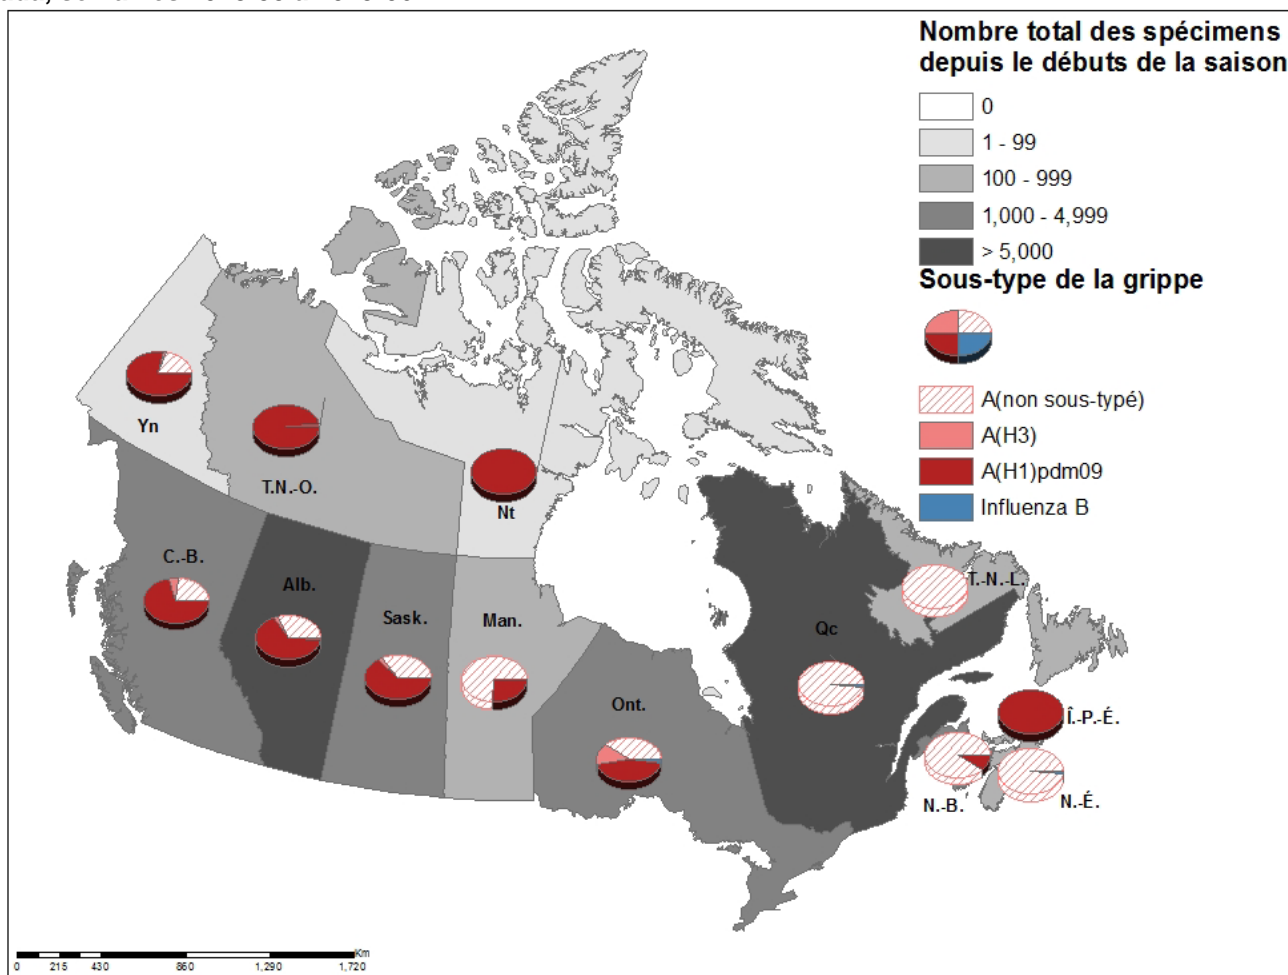 Nombre total des spécimens
depuis le débuts de la saison
0
1 - 99
100 - 999
1,000 - 4,999
> 5,000
Sous-type de la grippe
A(non sous-typé)
A(H3)
A(H1)pdm09
Influenza B
Yn
T.N.-O.
Nt
C.-B.
Alb.
Sask.
Man.
Ont.
Qc
T.-N.-L.
Î.-P.-É.
N.-B.
N.-É.
Km
0 215 430 860 1,290 1,720